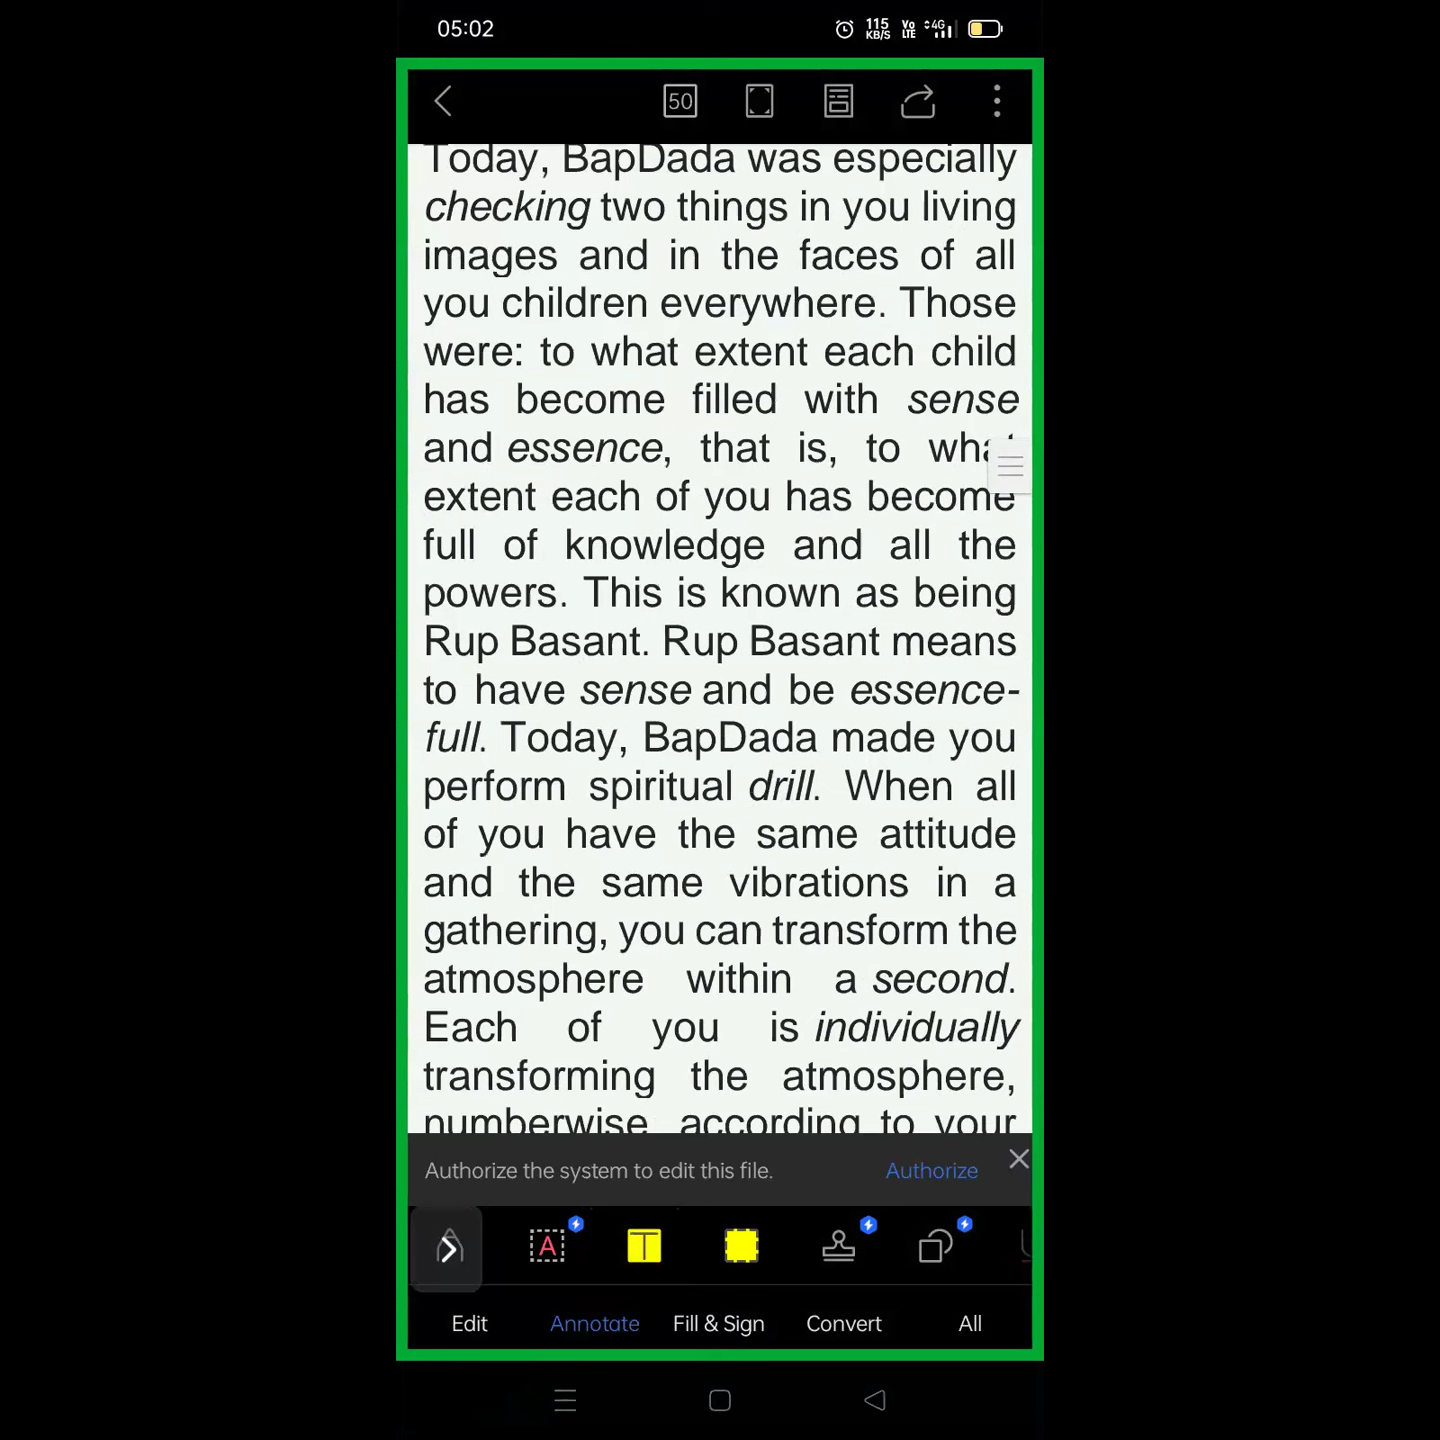 05:02
115
KB/S
Vo
LTE
4G
50
Today, BapDada was especially
checking two things in you living
images and in the faces of all
you children everywhere. Those
were: to what extent each child
has become filled with sense
and essence, that is, to what
extent each of you has become
full of knowledge and all the
powers. This is known as being
Rup Basant. Rup Basant means
to have sense and be essence-
full. Today, BapDada made you
perform spiritual drill. When all
of you have the same attitude
and the same vibrations in a
gathering, you can transform the
atmosphere within a second.
Each of you is individually
transforming the atmosphere,
numberwise, according to your
Authorize the system to edit this file.
Authorize
A
T
Edit
Annotate
Fill & Sign
Convert
All